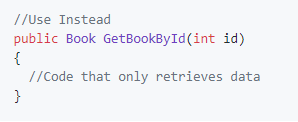 //Use Instead
public Book GetBookById(int id)
{
//Code that only retrieves data
}